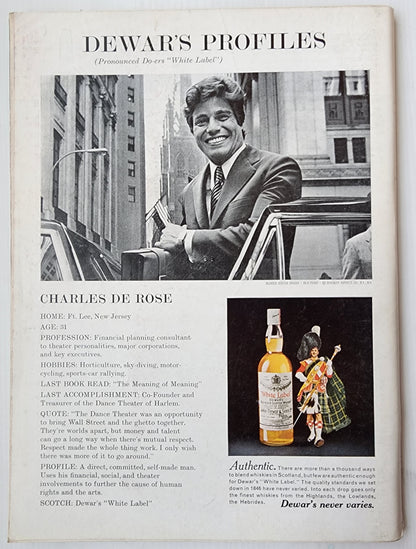 DEWAR'S PROFILES
(Pronounced Do-ers "White Label")
CHARLES DE ROSE
HOME: Ft. Lee, New Jersey
AGE: 31
PROFESSION: Financial planning consultant
to theater personalities, major corporations,
and key executives.
HOBBIES: Horticulture, sky-diving, motor-
cycling, sports-car rallying.
LAST BOOK READ: "The Meaning of Meaning"
LAST ACCOMPLISHMENT: Co-Founder and
Treasurer of the Dance Theater of Harlem.
QUOTE: "The Dance Theater was an opportunity
to bring Wall Street and the ghetto together.
They're worlds apart, but money and talent
can go a long way when there's mutual respect.
Respect made the whole thing work. I only wish
there was more of it to go around."
PROFILE: A direct, committed, self-made man.
Uses his financial, social, and theater
involvements to further the cause of human
rights and the arts.
SCOTCH: Dewar's "White Label"
White Label
Authentic. There are more than a thousand ways
to blend whiskies in Scotland, but few are authentic enough
for Dewar's "White Label." The quality standards we set
down in 1846 have never varied. Into each drop goes only
the finest whiskies from the Highlands, the Lowlands,
the Hebrides. Dewar's never varies.